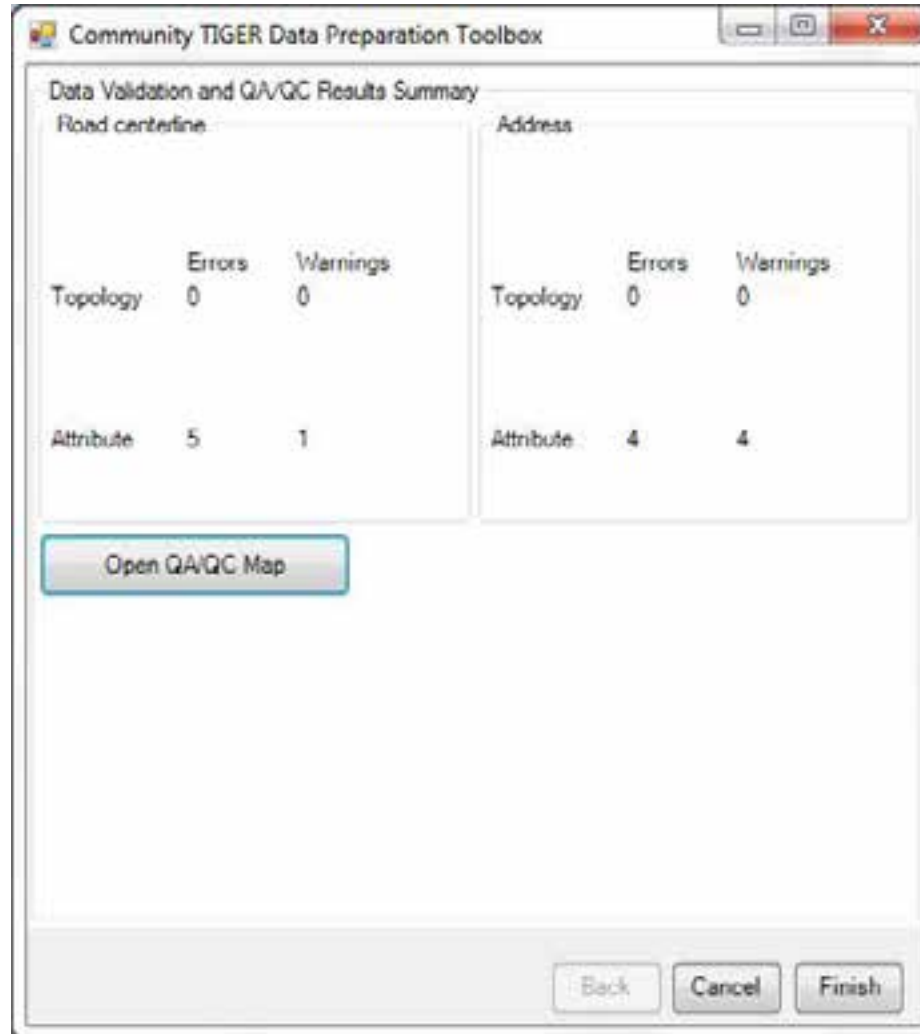 Community TIGER Data Preparation Toolbox
Data Validation and QA/QC Results Summary
Road centerline
Errors Warnings
Topology 0 0
Attribute 5 1
Address
Errors Warnings
Topology 0 0
Attribute 4 4
Open QA/QC Map
Back Cancel Finish